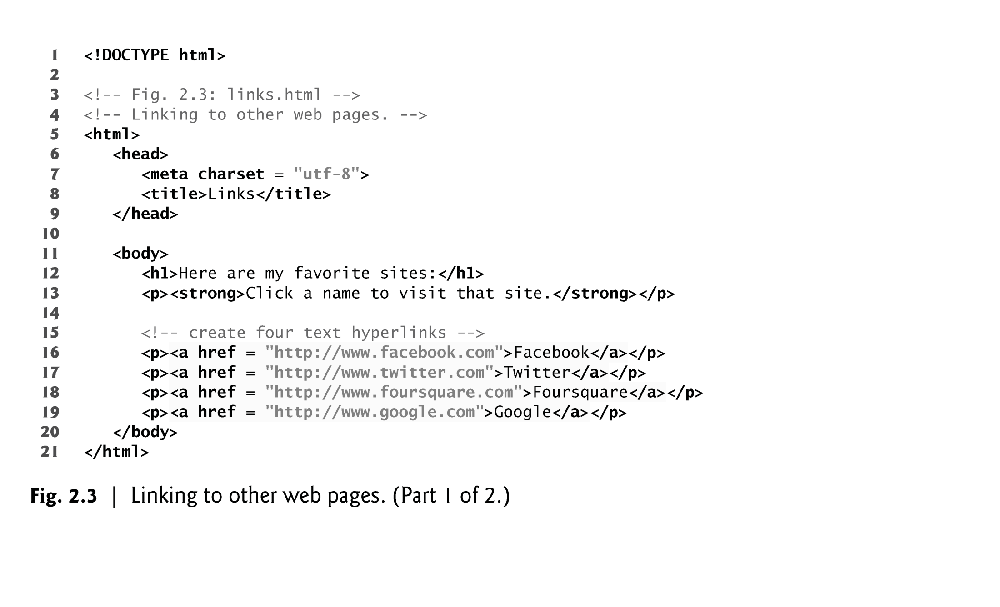 1 <!DOCTYPE html>
2
3 <!-- Fig. 2.3: links.html -->
4 <!-- Linking to other web pages. -->
5 <html>
6    <head>
7       <meta charset = "utf-8">
8       <title>Links</title>
9    </head>
10
11    <body>
12       <h1>Here are my favorite sites:</h1>
13       <p><strong>Click a name to visit that site.</strong></p>
14
15       <!-- create four text hyperlinks -->
16       <p><a href = "http://www.facebook.com">Facebook</a></p>
17       <p><a href = "http://www.twitter.com">Twitter</a></p>
18       <p><a href = "http://www.foursquare.com">Foursquare</a></p>
19       <p><a href = "http://www.google.com">Google</a></p>
20    </body>
21 </html>
Fig. 2.3 | Linking to other web pages. (Part 1 of 2.)